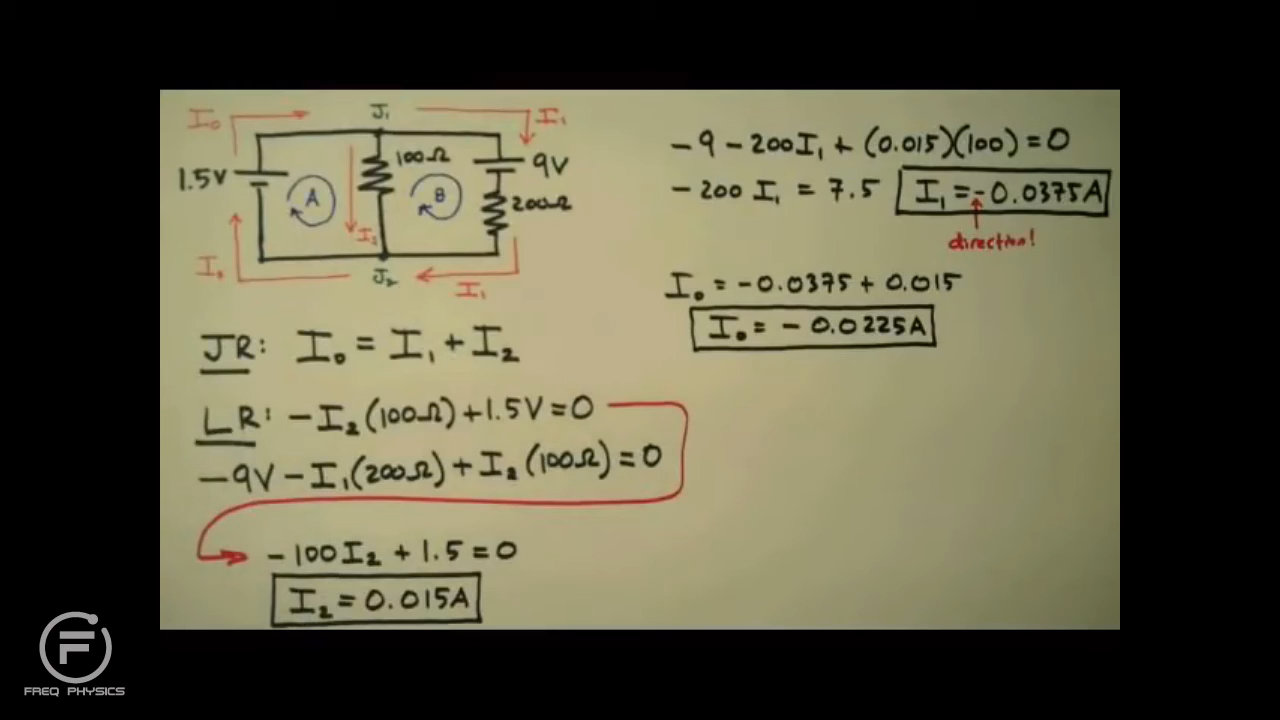 I₀
J₁
I₁
1.5V
100Ω
9V
A
B
200Ω
I₂
I₀
J₂
I₁
JR: I₀ = I₁ + I₂
LR: -I₂(100Ω)+1.5V=0
-9V-I₁(200Ω)+I₂(100Ω)=0
-100I₂+1.5=0
I₂=0.015A
-9-200I₁+(0.015)(100)=0
-200I₁=7.5 I₁=-0.0375A
direction!
I₀=-0.0375+0.015
I₀=-0.0225A
F
FREQ PHYSICS